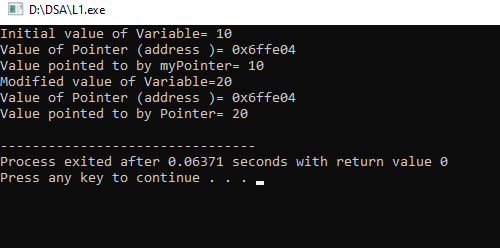 D:\DSA\L1.exe
Initial value of Variable= 10
Value of Pointer (address )= 0x6ffe04
Value pointed to by myPointer= 10
Modified value of Variable=20
Value of Pointer (address )= 0x6ffe04
Value pointed to by Pointer= 20
--------------------------------
Process exited after 0.06371 seconds with return value 0
Press any key to continue . . .